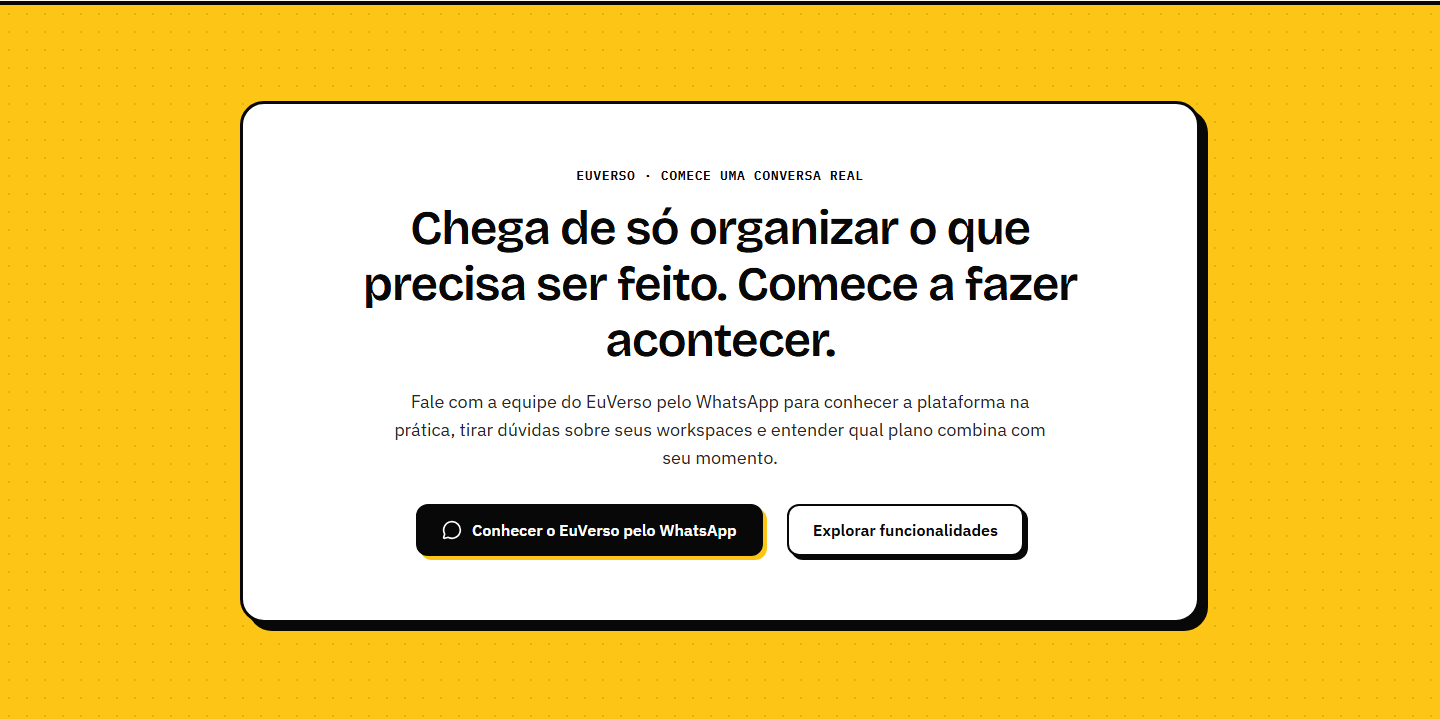 EUVERSO · COMECE UMA CONVERSA REAL
Chega de só organizar o que
precisa ser feito. Comece a fazer
acontecer.
Fale com a equipe do EuVerso pelo WhatsApp para conhecer a plataforma na
prática, tirar dúvidas sobre seus workspaces e entender qual plano combina com
seu momento.
Conhecer o EuVerso pelo WhatsApp
Explorar funcionalidades